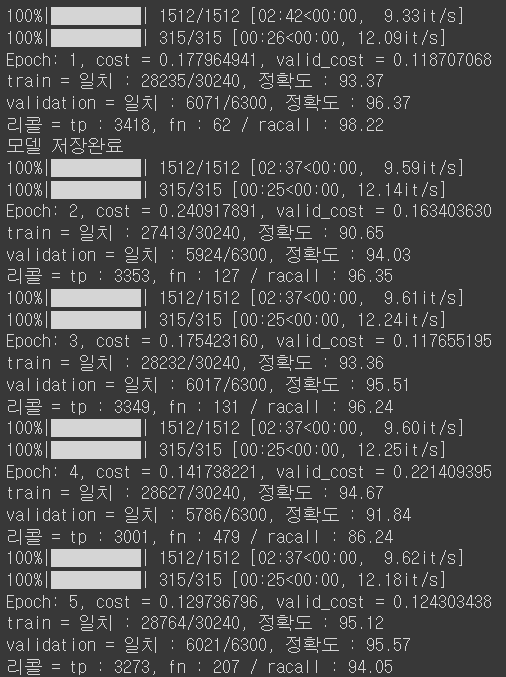 100%|██████████| 1512/1512 [02:42<00:00,  9.33it/s]
100%|██████████| 315/315 [00:26<00:00, 12.09it/s]
Epoch: 1, cost = 0.177964941, valid_cost = 0.118707068
train = 일치 : 28235/30240, 정확도 : 93.37
validation = 일치 : 6071/6300, 정확도 : 96.37
리콜 = tp : 3418, fn : 62 / racall : 98.22
모델 저장완료
100%|██████████| 1512/1512 [02:37<00:00,  9.59it/s]
100%|██████████| 315/315 [00:25<00:00, 12.14it/s]
Epoch: 2, cost = 0.240917891, valid_cost = 0.163403630
train = 일치 : 27413/30240, 정확도 : 90.65
validation = 일치 : 5924/6300, 정확도 : 94.03
리콜 = tp : 3353, fn : 127 / racall : 96.35
100%|██████████| 1512/1512 [02:37<00:00,  9.61it/s]
100%|██████████| 315/315 [00:25<00:00, 12.24it/s]
Epoch: 3, cost = 0.175423160, valid_cost = 0.117655195
train = 일치 : 28232/30240, 정확도 : 93.36
validation = 일치 : 6017/6300, 정확도 : 95.51
리콜 = tp : 3349, fn : 131 / racall : 96.24
100%|██████████| 1512/1512 [02:37<00:00,  9.60it/s]
100%|██████████| 315/315 [00:25<00:00, 12.25it/s]
Epoch: 4, cost = 0.141738221, valid_cost = 0.221409395
train = 일치 : 28627/30240, 정확도 : 94.67
validation = 일치 : 5786/6300, 정확도 : 91.84
리콜 = tp : 3001, fn : 479 / racall : 86.24
100%|██████████| 1512/1512 [02:37<00:00,  9.62it/s]
100%|██████████| 315/315 [00:25<00:00, 12.18it/s]
Epoch: 5, cost = 0.129736796, valid_cost = 0.124303438
train = 일치 : 28764/30240, 정확도 : 95.12
validation = 일치 : 6021/6300, 정확도 : 95.57
리콜 = tp : 3273, fn : 207 / racall : 94.05